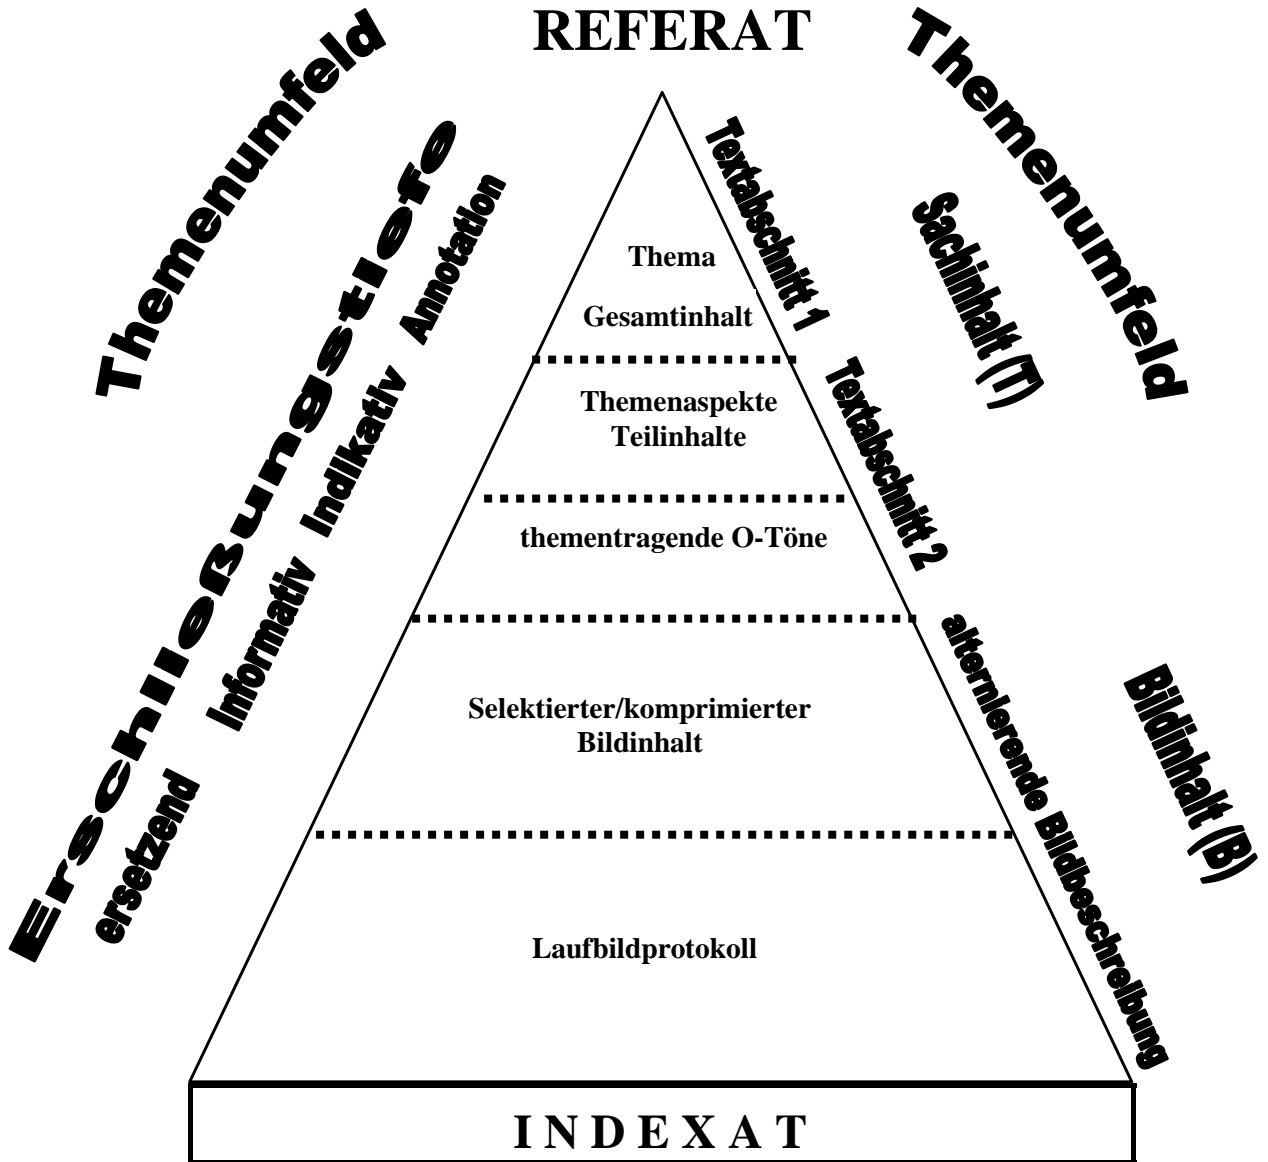 REFERAT
Themenumfeld
Themenumfeld
Erschließungstiefe
Annotation
Indikativ
Informativ
ersetzend
Thema
Gesamtinhalt
Themenaspekte
Teilinhalte
thementragende O-Töne
Selektierter/komprimierter
Bildinhalt
Laufbildprotokoll
Textabschnitt 1
Textabschnitt 2
alternierende Bildbeschreibung
Sachinhalt (T)
Bildinhalt (B)
INDEXAT